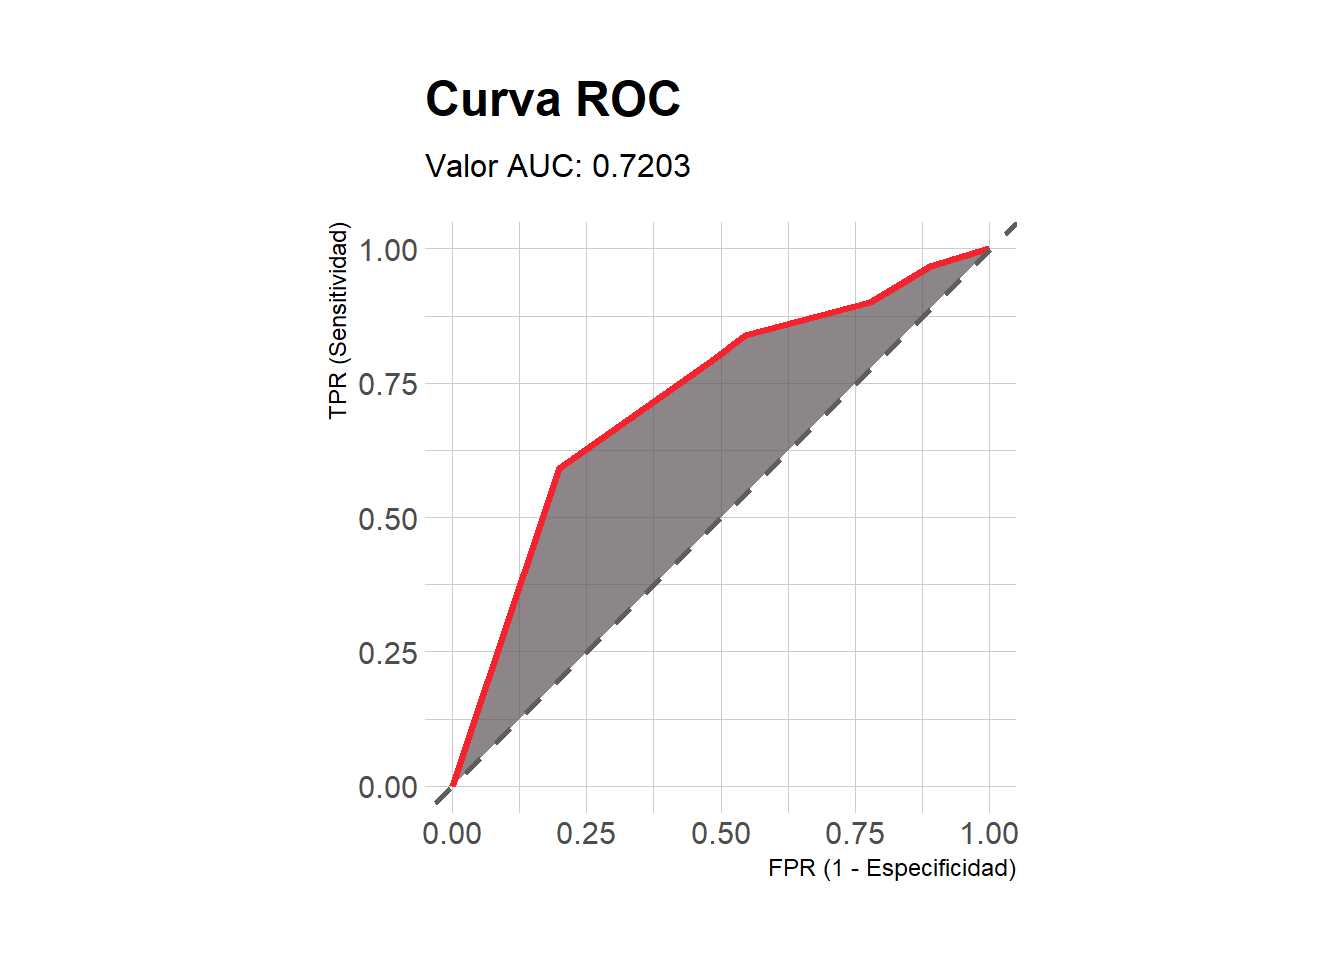 Curva ROC
Valor AUC: 0.7203
TPR (Sensitividad)
1.00
0.75
0.50
0.25
0.00
0.00 0.25 0.50 0.75 1.00
FPR (1 - Especificidad)